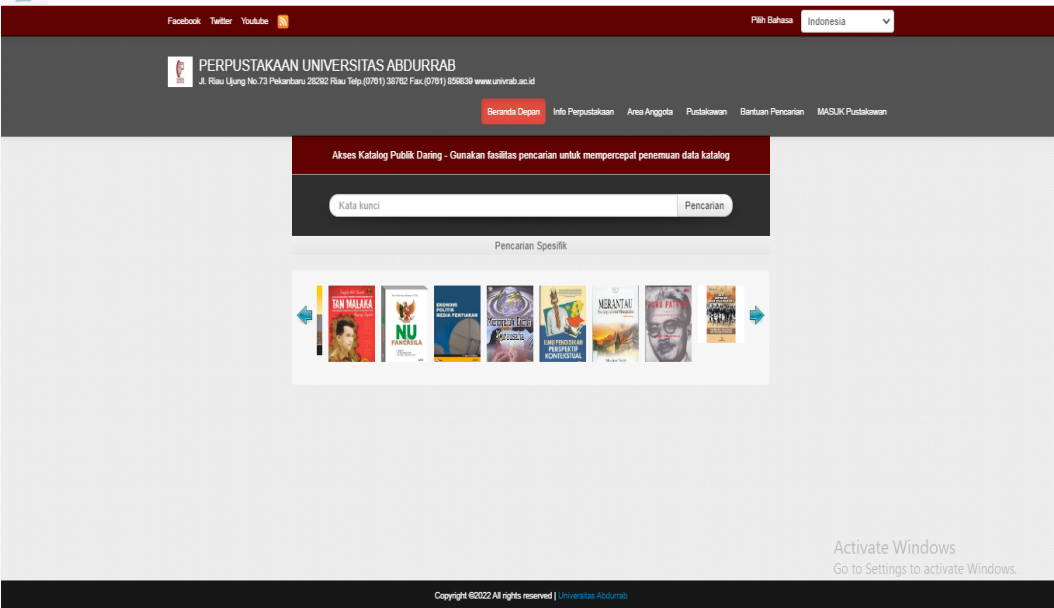 Facebook Twitter Youtube
Pilih Bahasa Indonesia
PERPUSTAKAAN UNIVERSITAS ABDURRAB
Jl. Riau Ujung No.73 Pekanbaru 28292 Riau Telp.(0761) 38762 Fax.(0761) 859839 www.univrab.ac.id
Beranda Depan Info Perpustakaan Area Anggota Pustakawan Bantuan Pencarian MASUK Pustakawan
Akses Katalog Publik Daring - Gunakan fasilitas pencarian untuk mempercepat penemuan data katalog
Kata kunci Pencarian
Pencarian Spesifik
TAN MALAKA
NU
PANCASILA
EKONOMI
POLITIK
MEDIA PENYIARAN
ILMU PENDIDIKAN
PERSPEKTIF
KONTEKSTUAL
MERANTAU
Activate Windows
Go to Settings to activate Windows.
Copyright ©2022 All rights reserved | Universitas Abdurrab